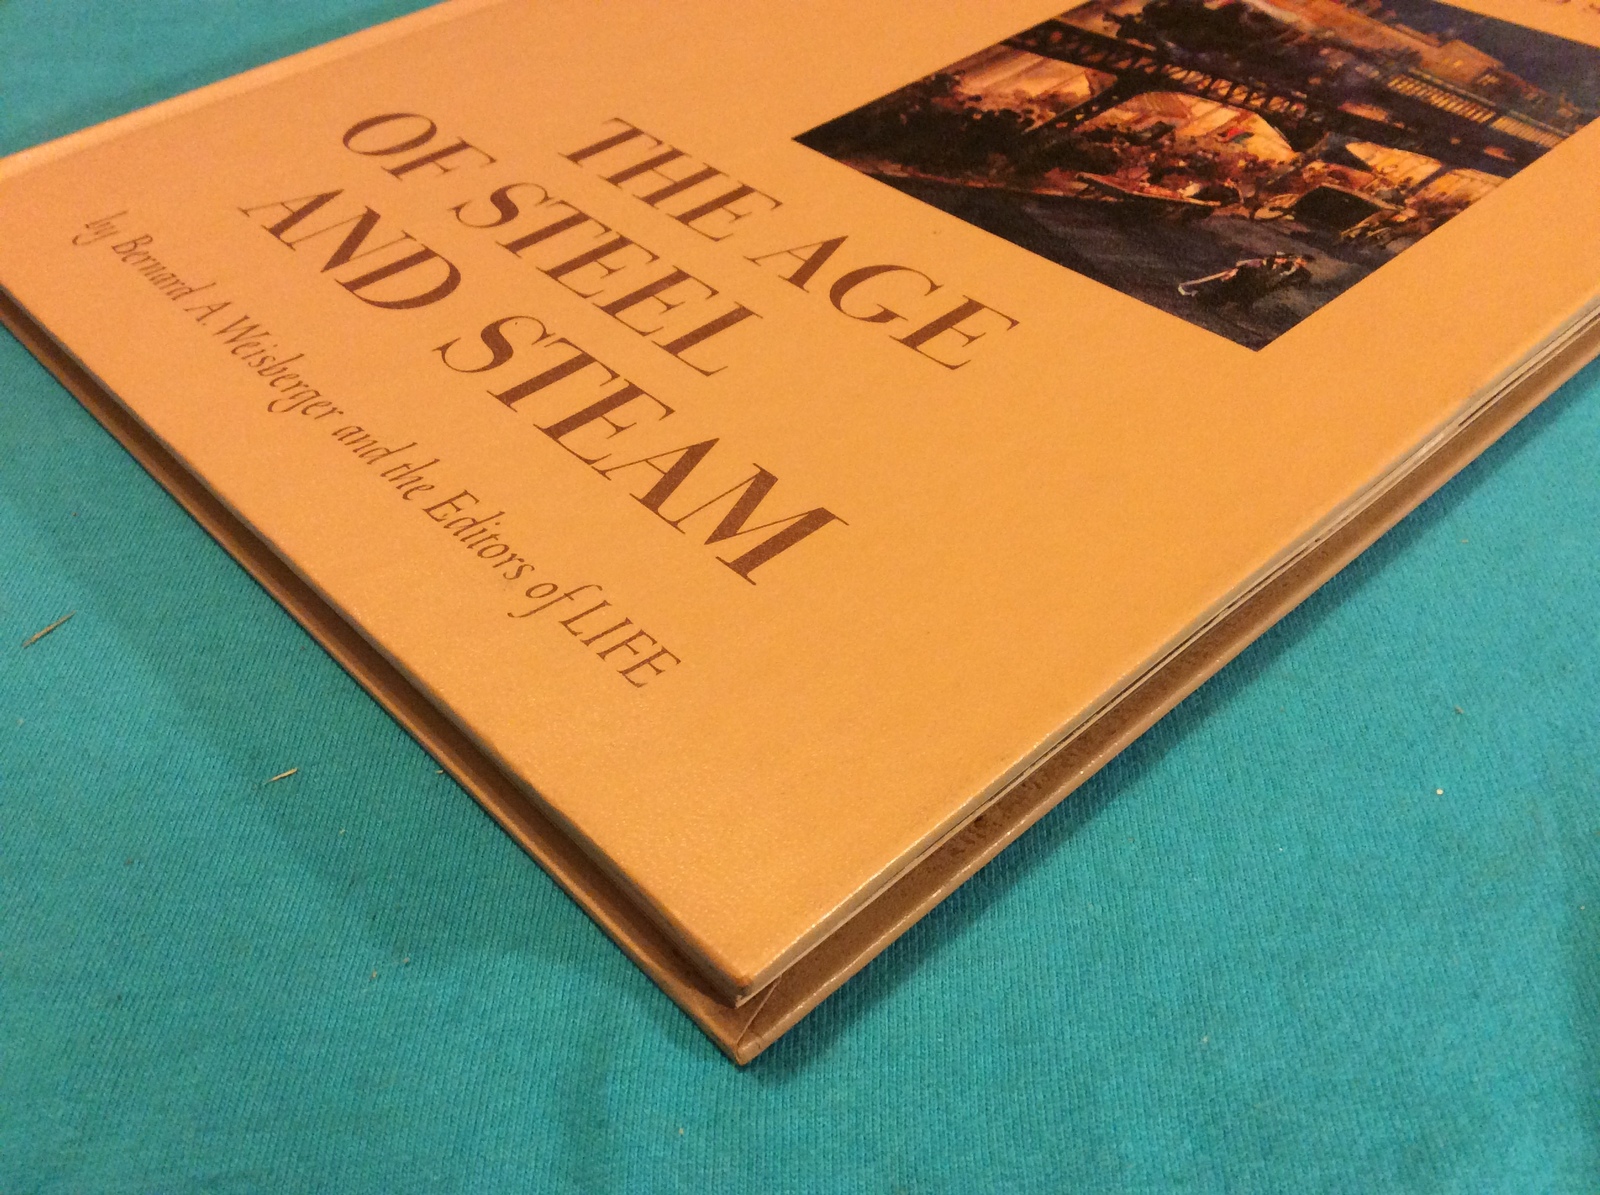 THE AGE
OF STEEL
AND STEAM
by Bernard A. Weisberger and the Editors of LIFE